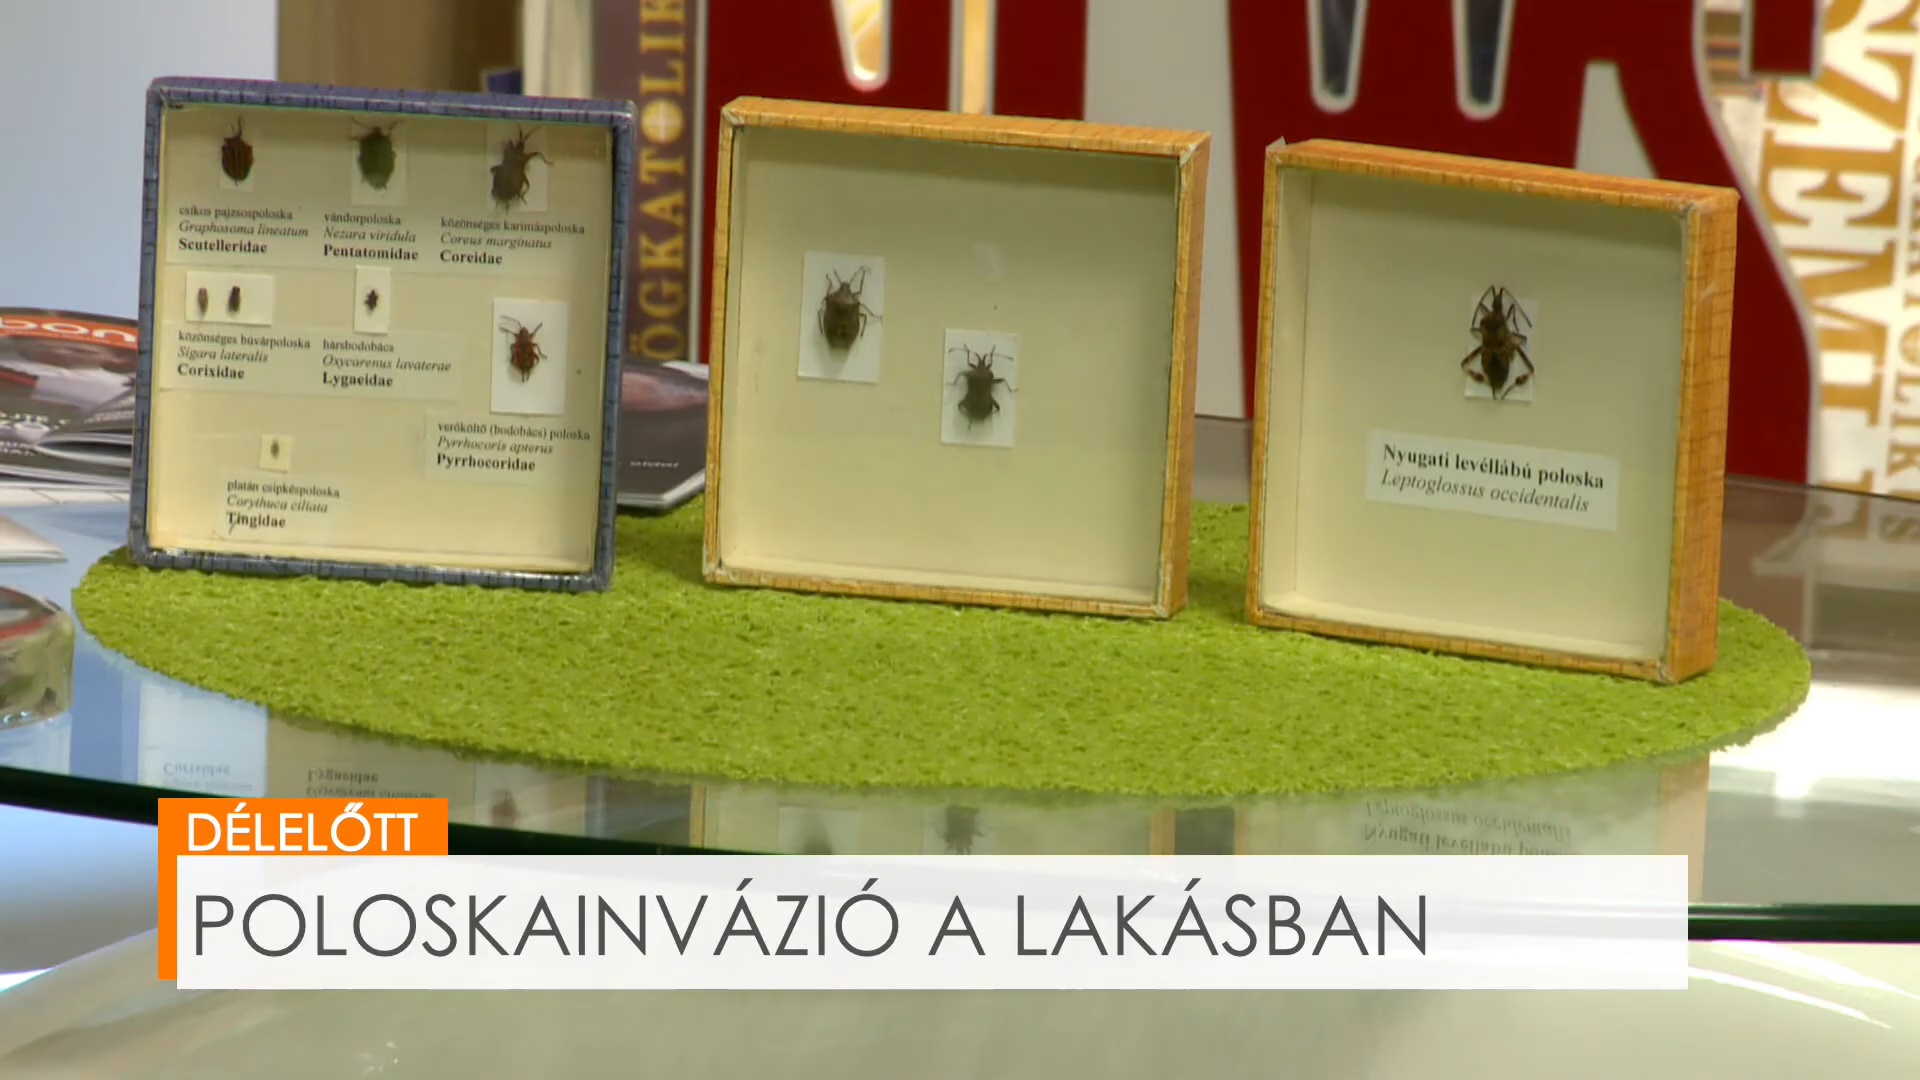 ÖGKATOLIK
SZEMLE
csíkos pajzsospoloska
Graphosoma lineatum
Scutelleridae
vándorpoloska
Nezara viridula
Pentatomidae
közönséges karimáspoloska
Coreus marginatus
Coreidae
közönséges búvárpoloska
Sigara lateralis
Corixidae
hársbodobács
Oxycarenus lavaterae
Lygaeidae
verőköltő (bodobács) poloska
Pyrrhocoris apterus
Pyrrhocoridae
platán csipkéspoloska
Corythuca ciliata
Tingidae
Nyugati levéllábú poloska
Leptoglossus occidentalis
DÉLELŐTT
POLOSKAINVÁZIÓ A LAKÁSBAN